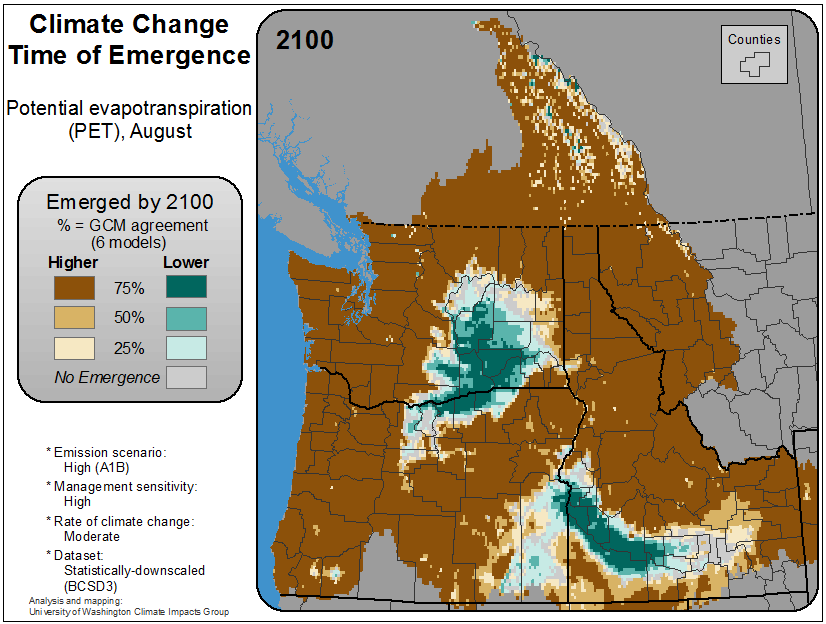 Climate Change
Time of Emergence
Potential evapotranspiration
(PET), August
Emerged by 2100
% = GCM agreement
(6 models)
Higher Lower
75%
50%
25%
No Emergence
* Emission scenario:
High (A1B)
* Management sensitivity:
High
* Rate of climate change:
Moderate
* Dataset:
Statistically-downscaled
(BCSD3)
Analysis and mapping:
University of Washington Climate Impacts Group
2100
Counties